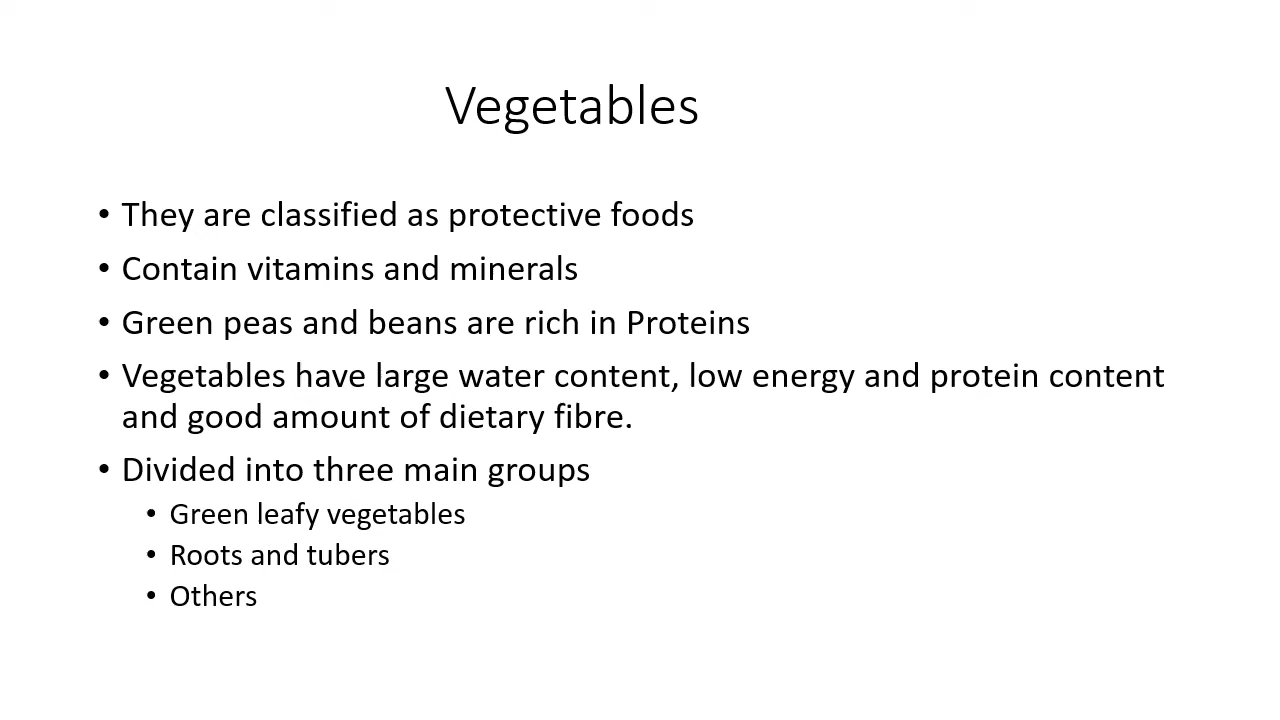 Vegetables
• They are classified as protective foods
• Contain vitamins and minerals
• Green peas and beans are rich in Proteins
• Vegetables have large water content, low energy and protein content
and good amount of dietary fibre.
• Divided into three main groups
• Green leafy vegetables
• Roots and tubers
• Others